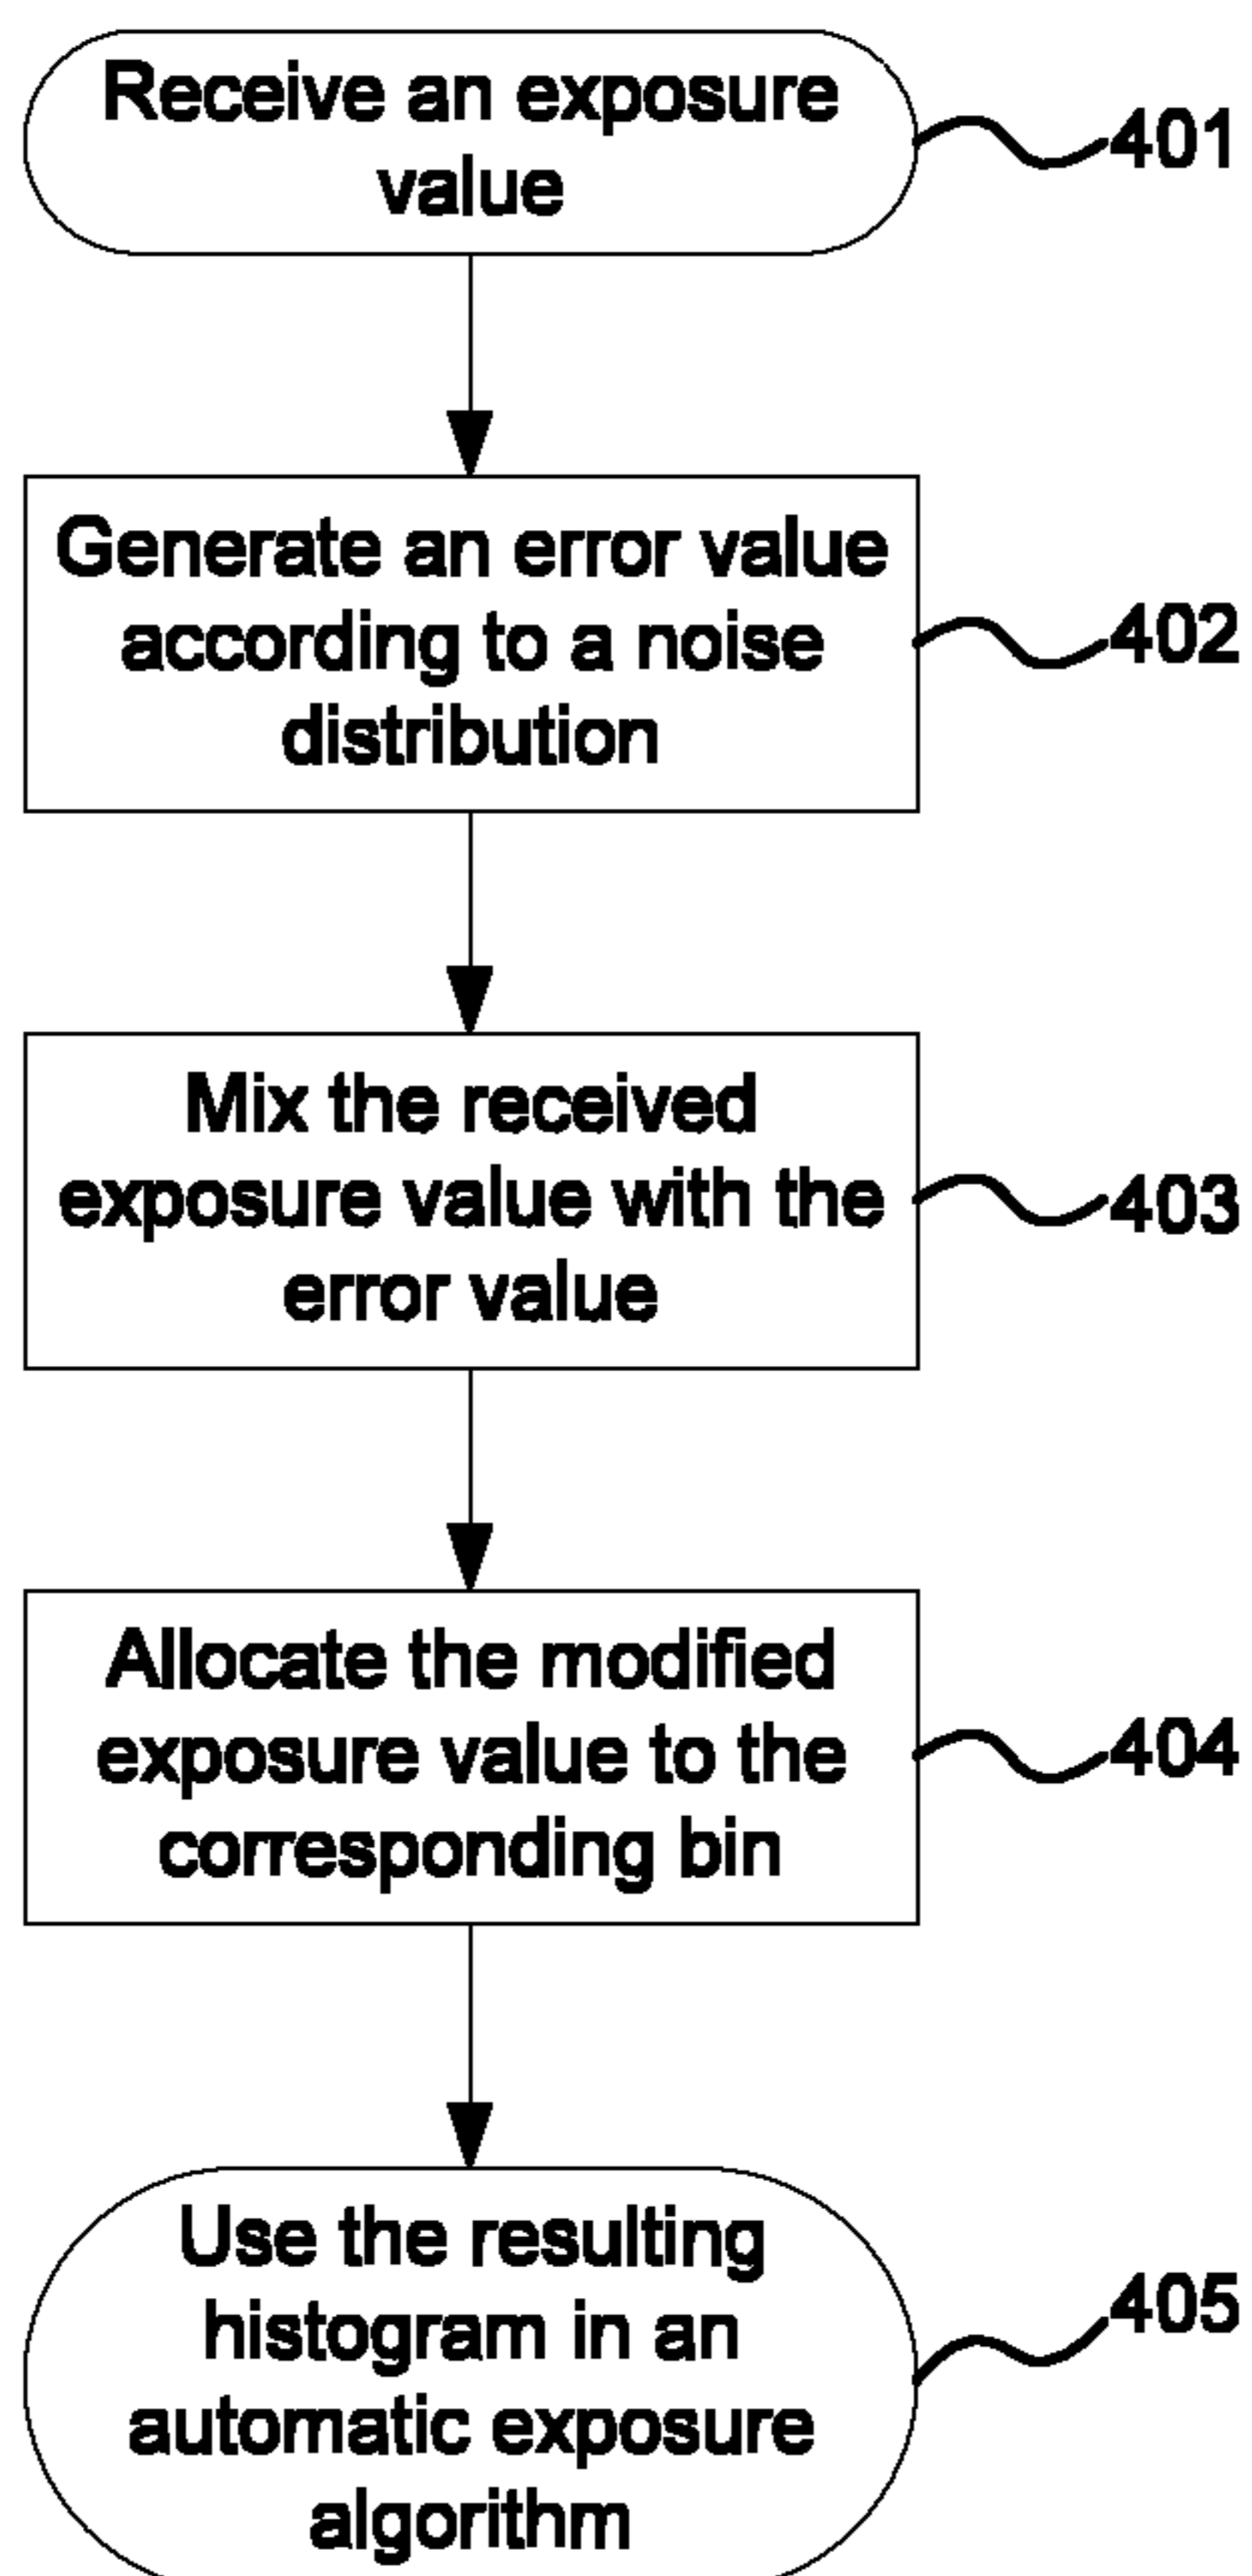 Receive an exposure
value
401
Generate an error value
according to a noise
distribution
402
Mix the received
exposure value with the
error value
403
Allocate the modified
exposure value to the
corresponding bin
404
Use the resulting
histogram in an
automatic exposure
algorithm
405